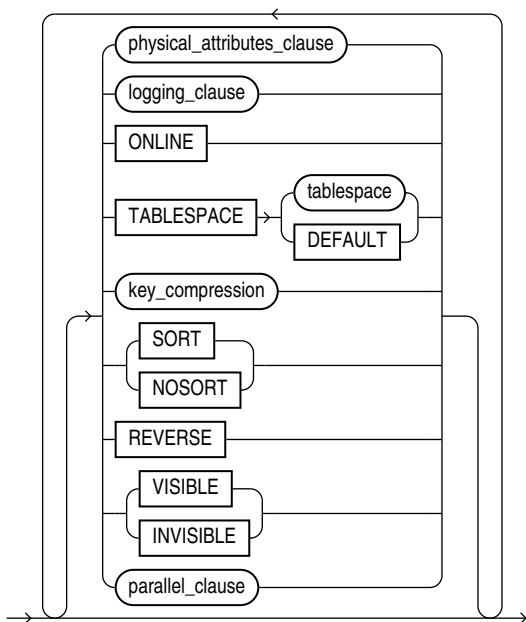 physical_attributes_clause
logging_clause
ONLINE
TABLESPACE
tablespace
DEFAULT
key_compression
SORT
NOSORT
REVERSE
VISIBLE
INVISIBLE
parallel_clause